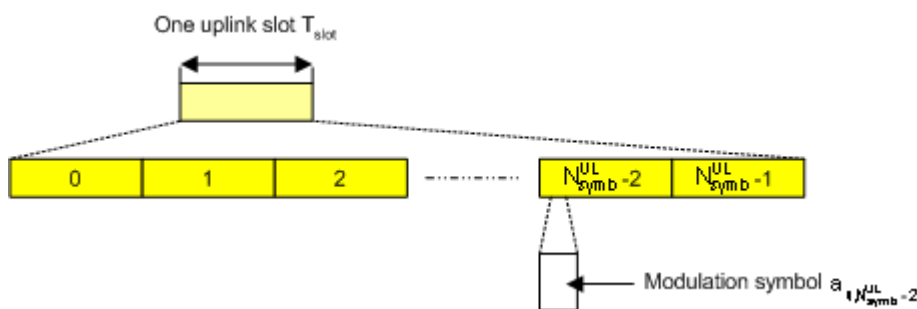 One uplink slot T_slot
0 1 2 N^UL_symb-2 N^UL_symb-1
Modulation symbol a_,N^UL_symb-2